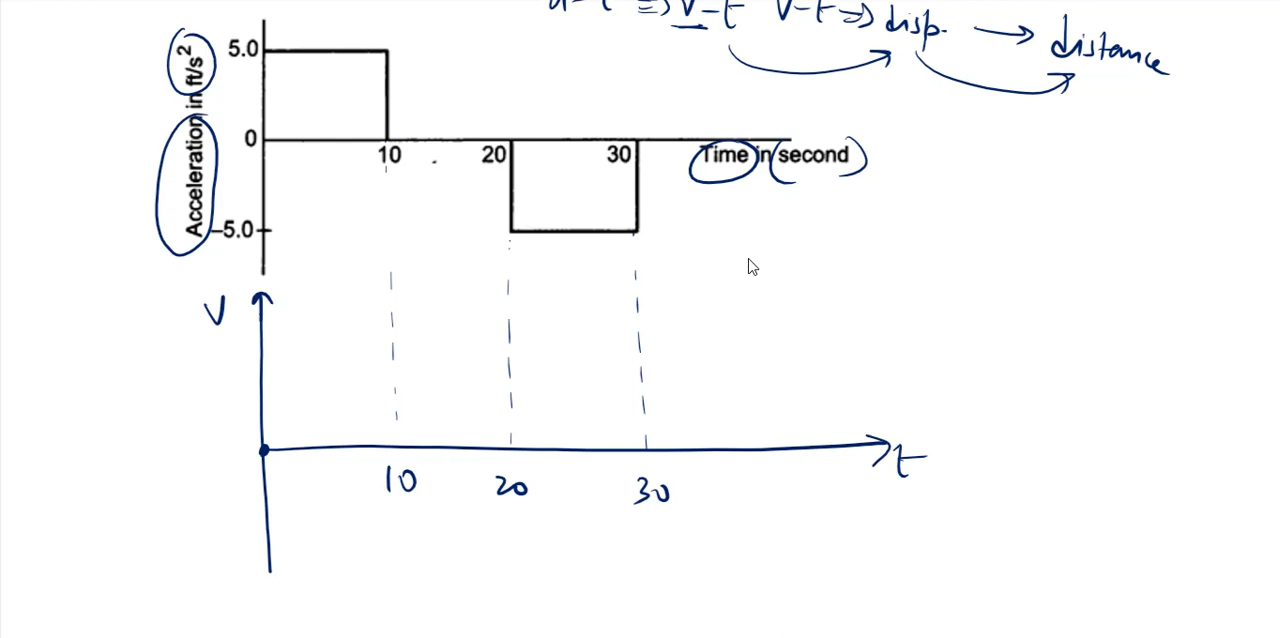 ⇒ v-t v-t ⇒ disp. → distance
5.0
Acceleration in ft/s²
0
10 20 30 Time in (second)
-5.0
V
t
10 20 30